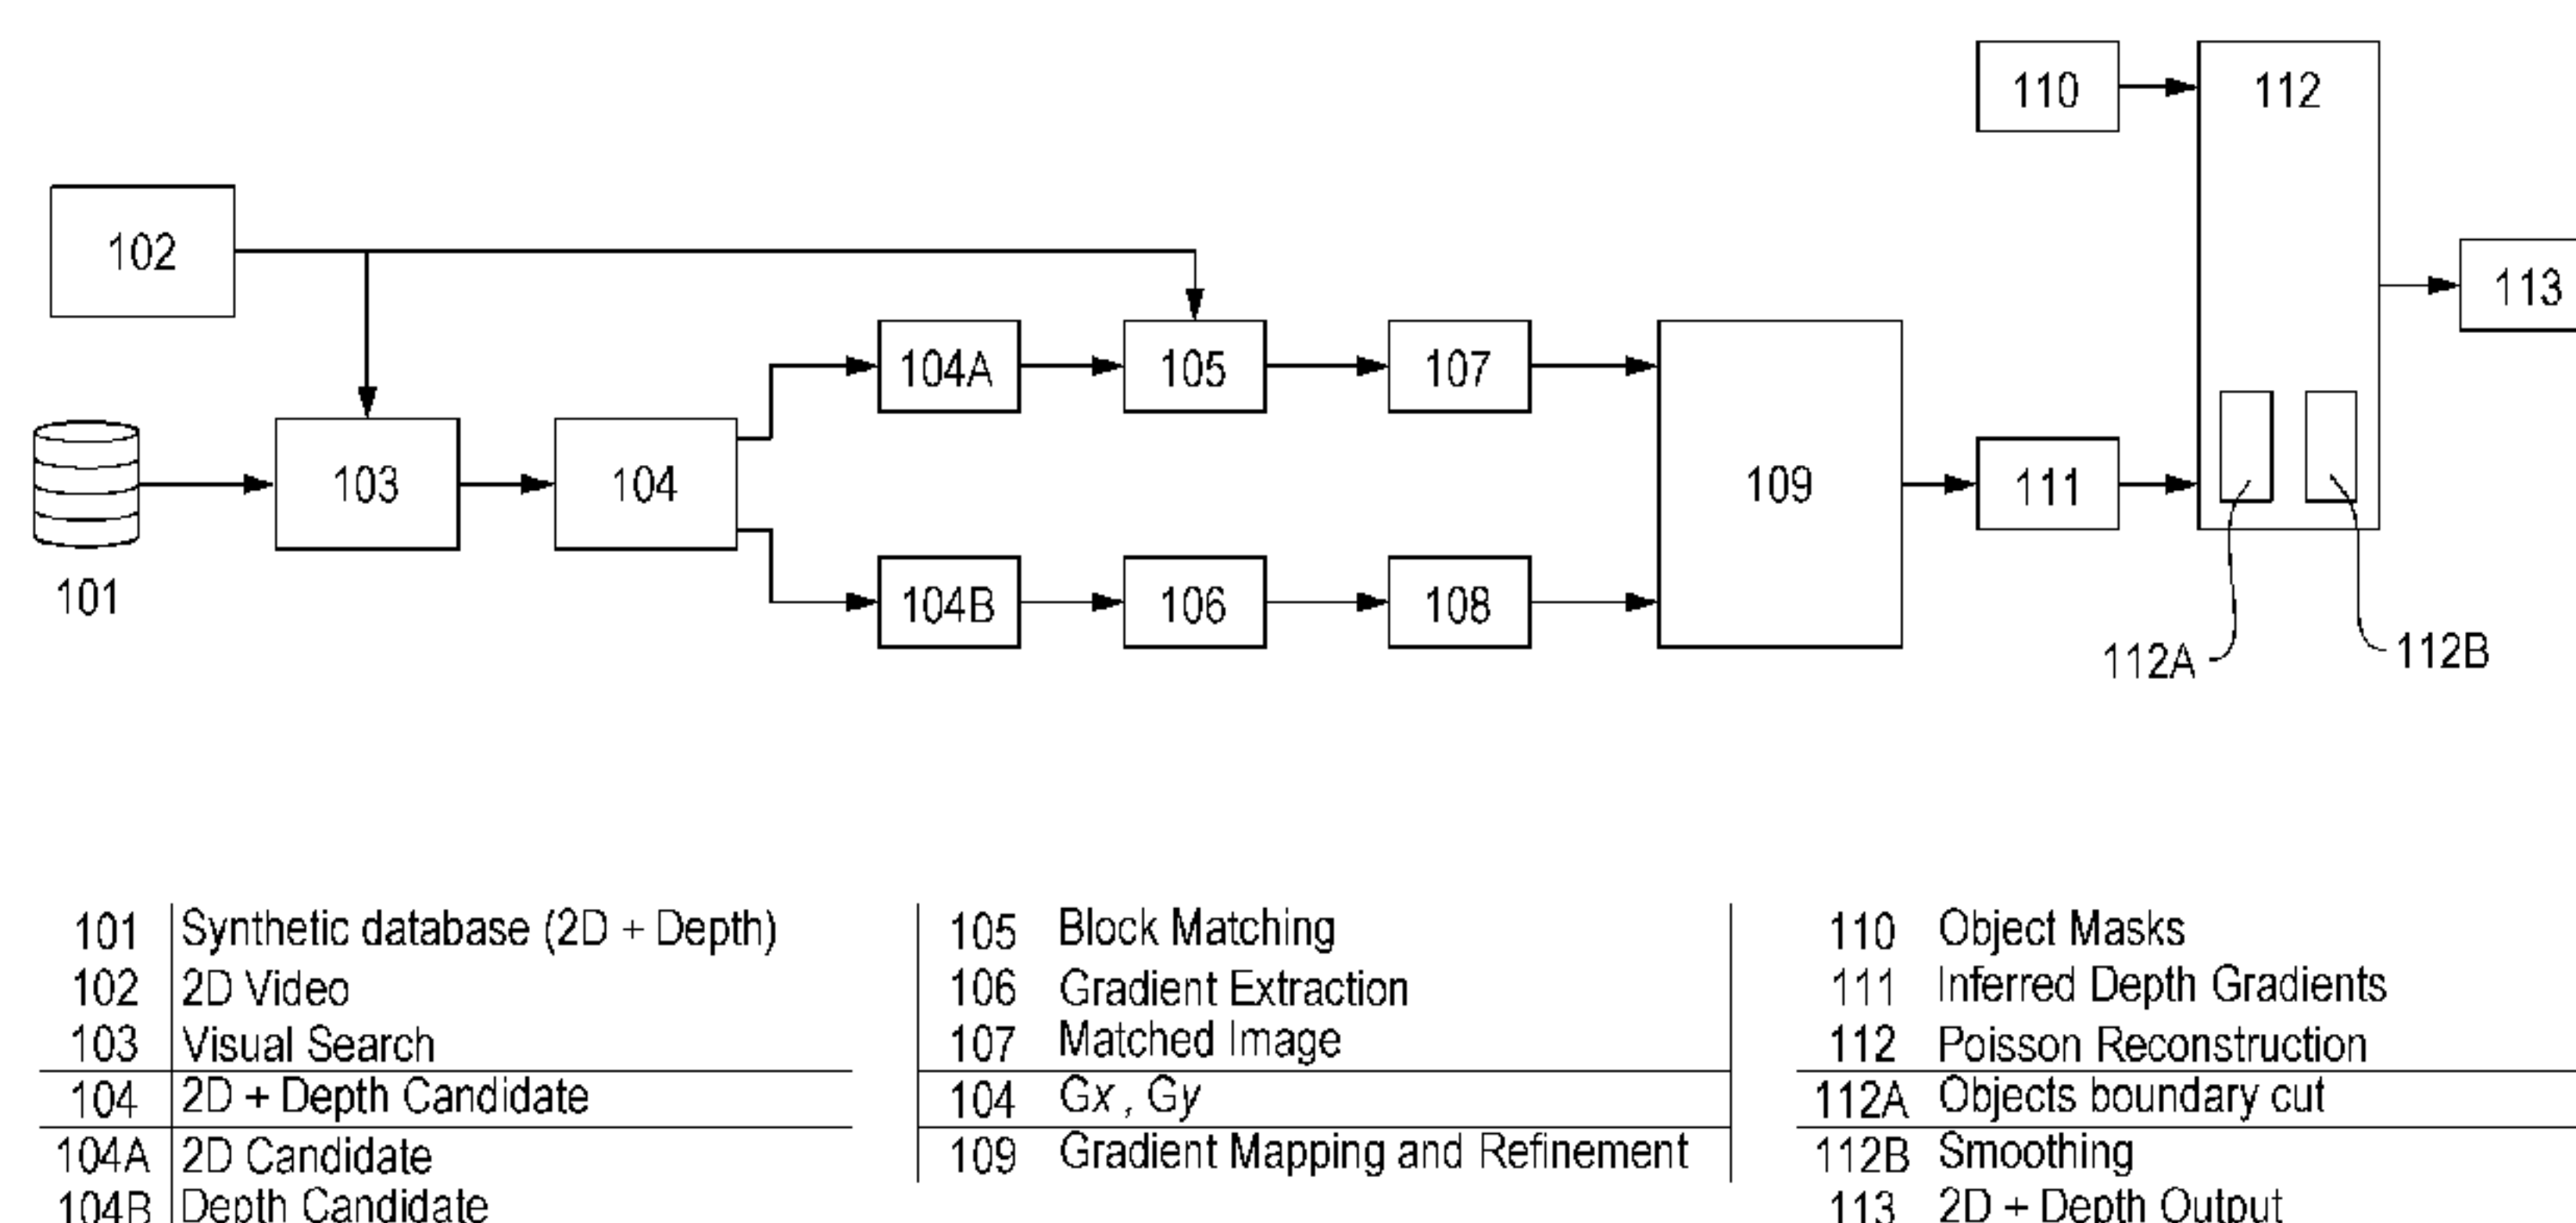 110
112
102
113
104A
105
107
103
104
109
111
101
104B
106
108
112A
112B
101 Synthetic database (2D + Depth)
102 2D Video
103 Visual Search
104 2D + Depth Candidate
104A 2D Candidate
104B Depth Candidate
105 Block Matching
106 Gradient Extraction
107 Matched Image
104 Gx , Gy
109 Gradient Mapping and Refinement
110 Object Masks
111 Inferred Depth Gradients
112 Poisson Reconstruction
112A Objects boundary cut
112B Smoothing
113 2D + Depth Output